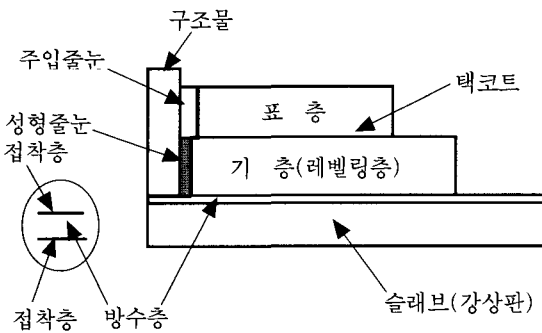 구조물
주입줄눈
택코트
표 층
성형줄눈
접착층
기 층(레벨링층)
접착층
방수층
슬래브(강상판)